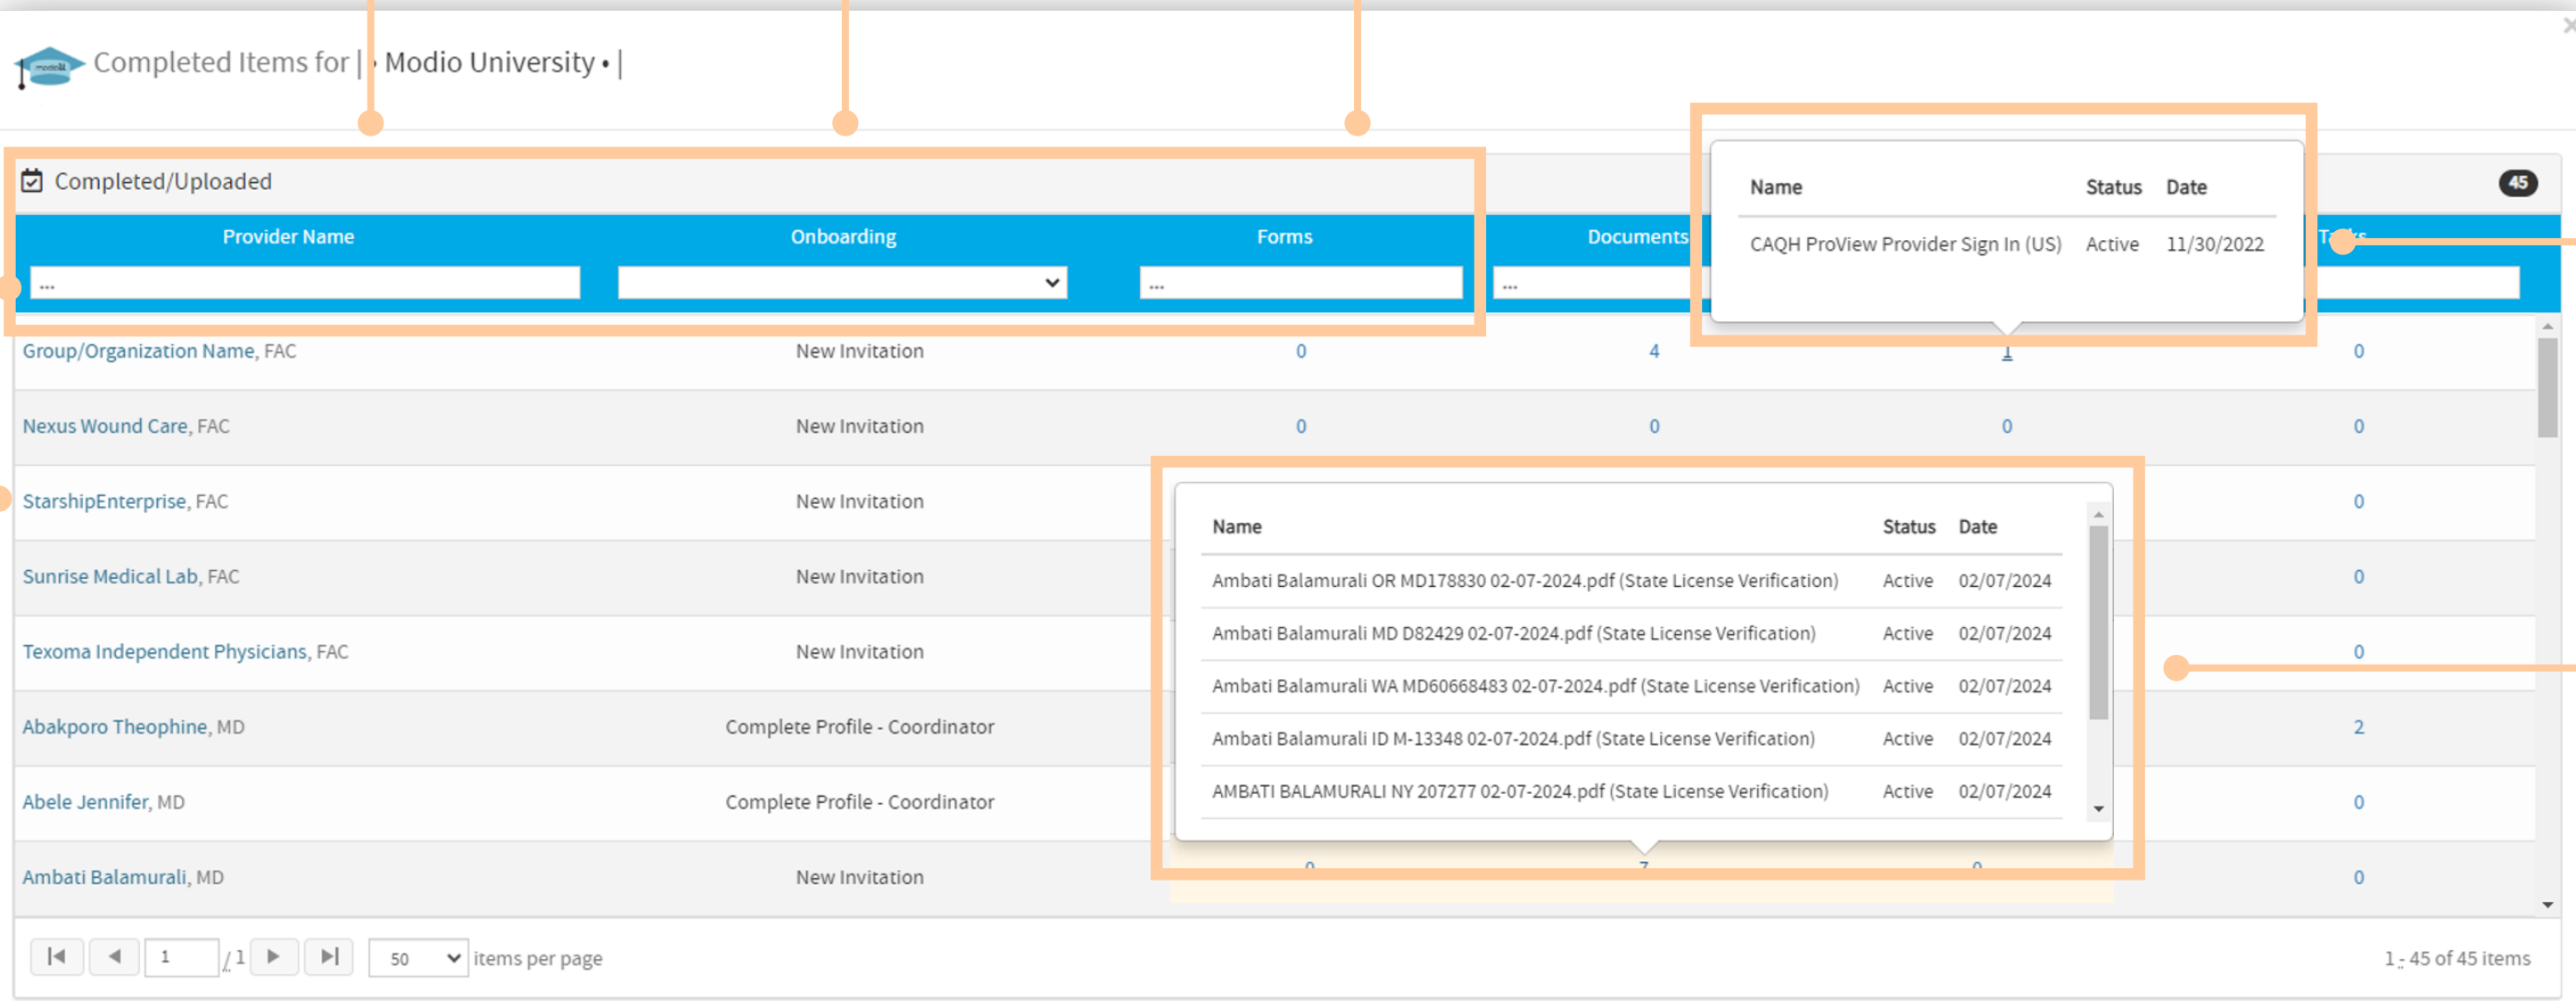 modioU
Completed Items for | • Modio University • |
Completed/Uploaded
45
Provider Name Onboarding Forms Documents Tasks
... ... ...
Name Status Date
CAQH ProView Provider Sign In (US) Active 11/30/2022
Group/Organization Name, FAC New Invitation 0 4 1 0
Nexus Wound Care, FAC New Invitation 0 0 0 0
StarshipEnterprise, FAC New Invitation 0
Sunrise Medical Lab, FAC New Invitation 0
Texoma Independent Physicians, FAC New Invitation 0
Abakporo Theophine, MD Complete Profile - Coordinator 2
Abele Jennifer, MD Complete Profile - Coordinator 0
Name Status Date
Ambati Balamurali OR MD178830 02-07-2024.pdf (State License Verification) Active 02/07/2024
Ambati Balamurali MD D82429 02-07-2024.pdf (State License Verification) Active 02/07/2024
Ambati Balamurali WA MD60668483 02-07-2024.pdf (State License Verification) Active 02/07/2024
Ambati Balamurali ID M-13348 02-07-2024.pdf (State License Verification) Active 02/07/2024
AMBATI BALAMURALI NY 207277 02-07-2024.pdf (State License Verification) Active 02/07/2024
Ambati Balamurali, MD New Invitation 0 7 0 0
1 / 1 50 items per page 1 - 45 of 45 items